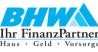 BHW
Ihr FinanzPartner
Haus · Geld · Vorsorge